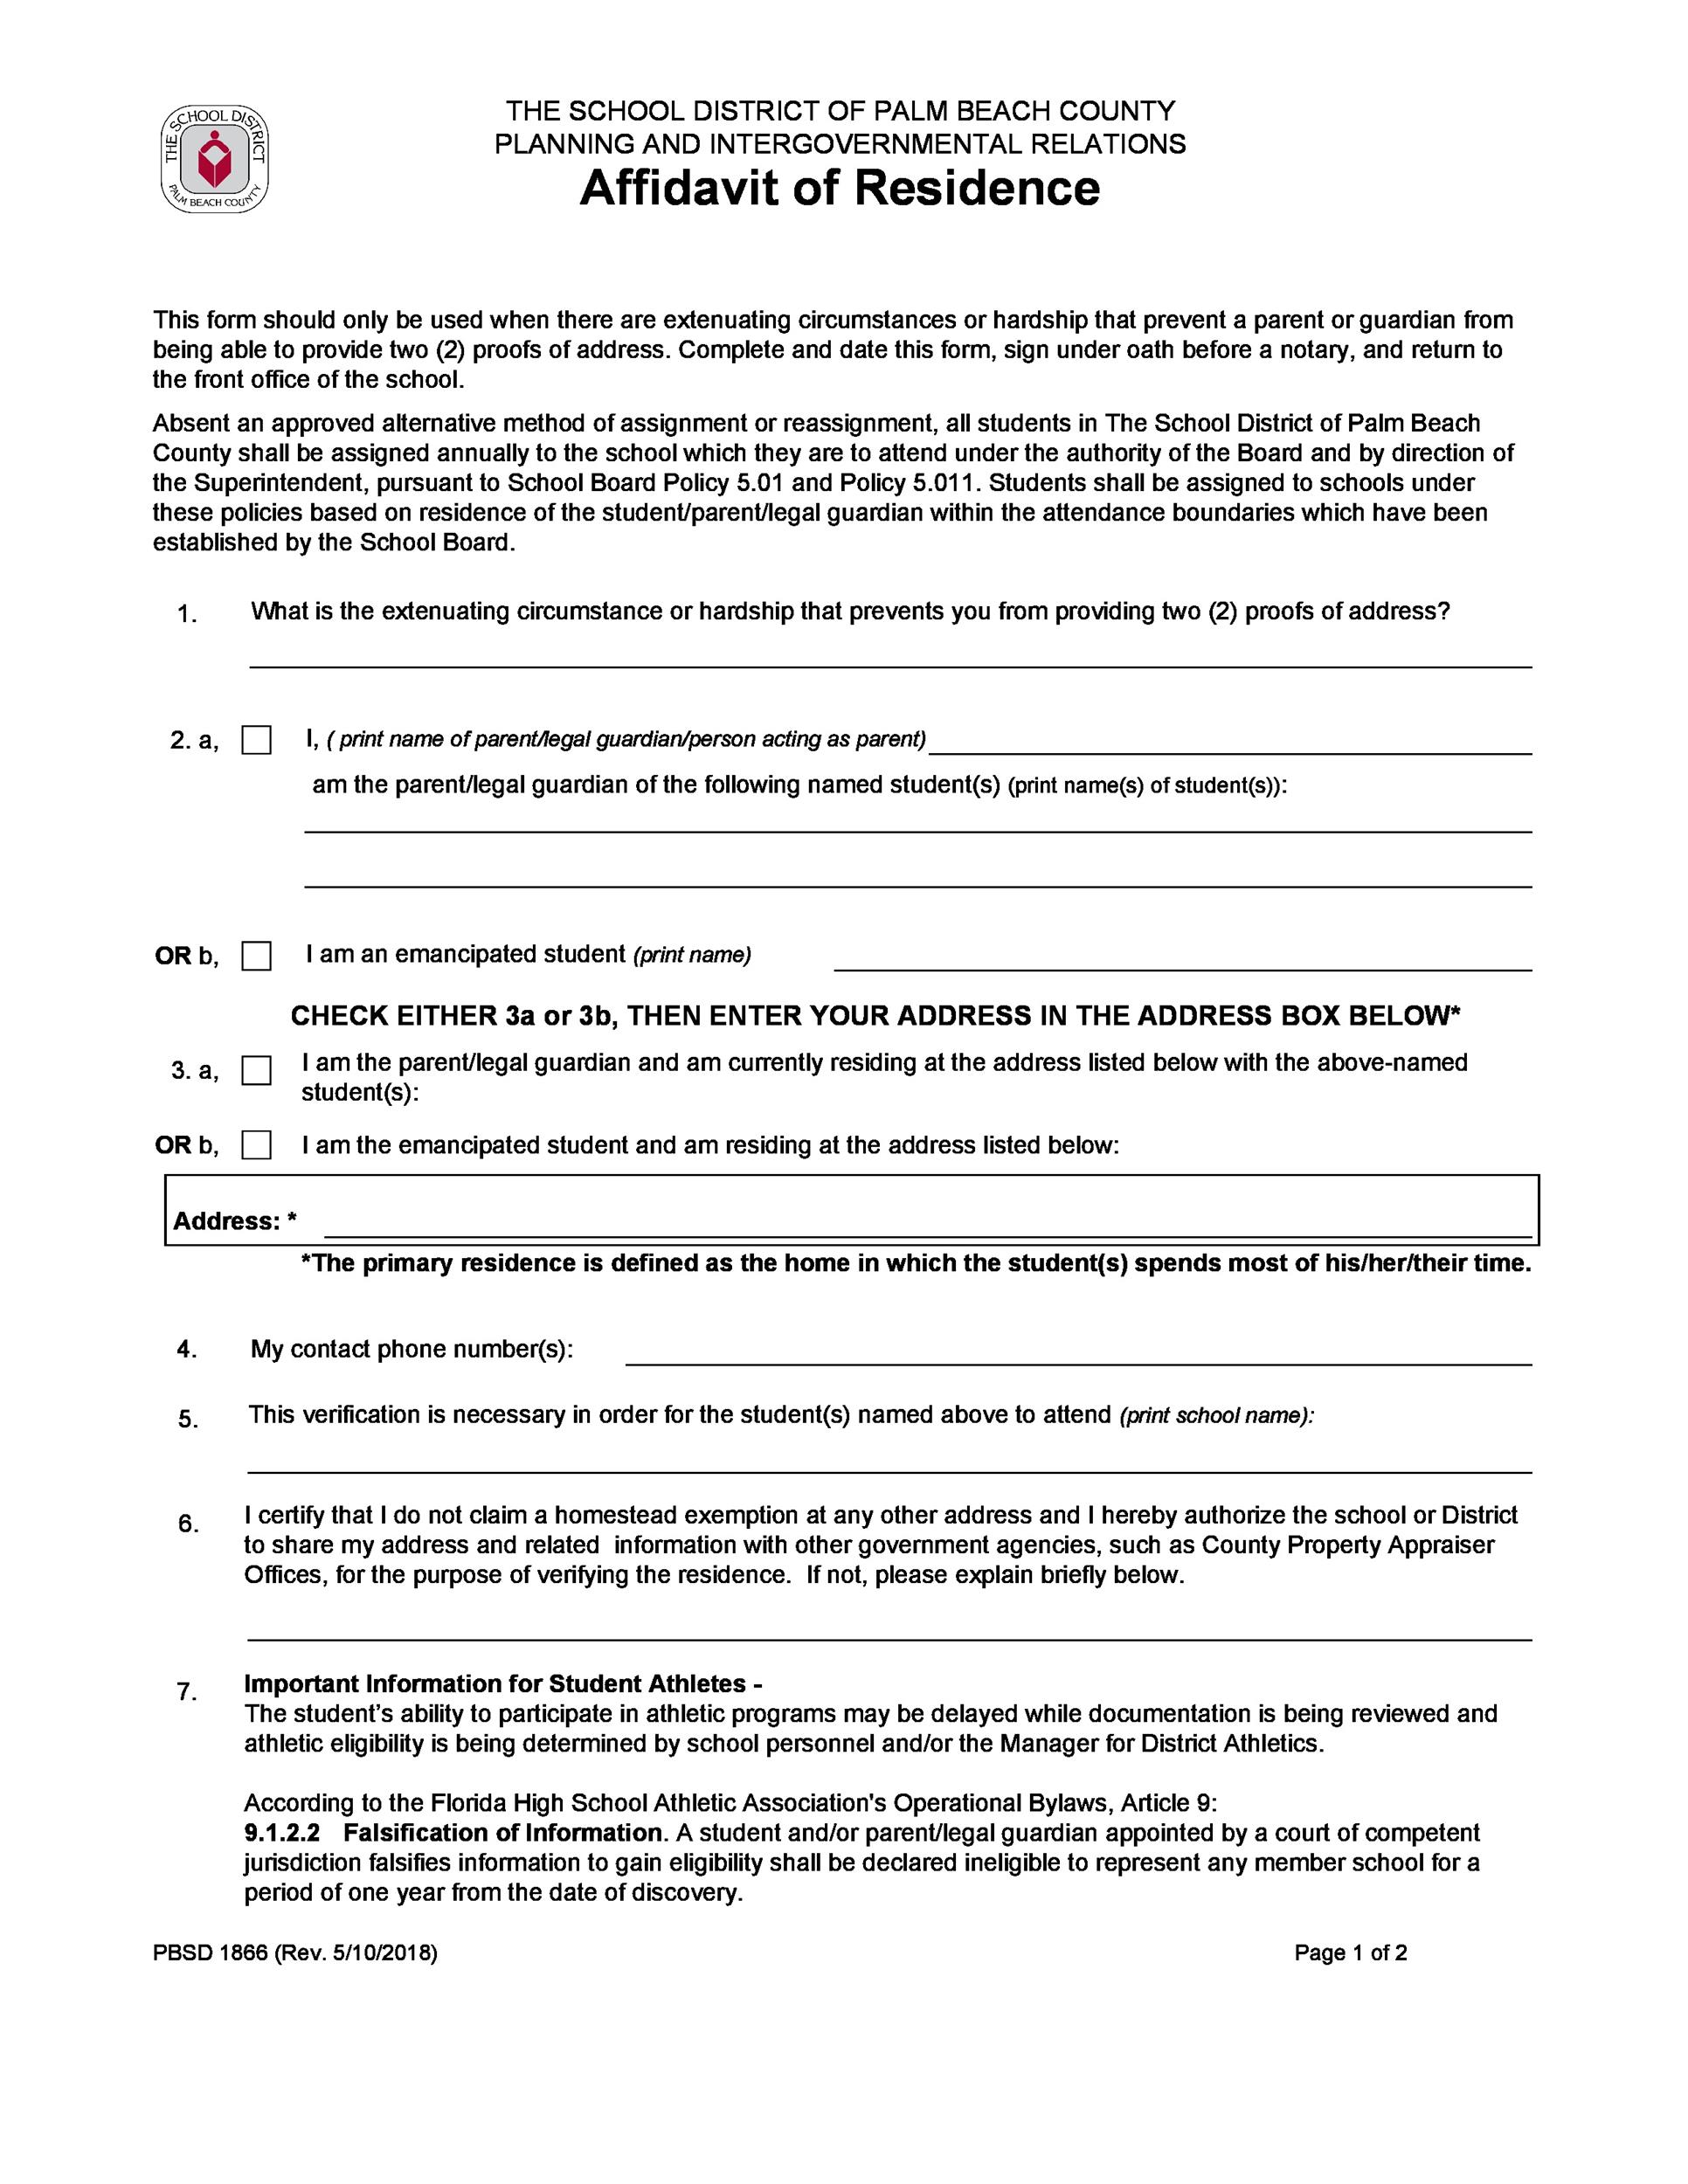 THE SCHOOL DISTRICT
PALM BEACH COUNTY
THE SCHOOL DISTRICT OF PALM BEACH COUNTY
PLANNING AND INTERGOVERNMENTAL RELATIONS
Affidavit of Residence
This form should only be used when there are extenuating circumstances or hardship that prevent a parent or guardian from
being able to provide two (2) proofs of address. Complete and date this form, sign under oath before a notary, and return to
the front office of the school.
Absent an approved alternative method of assignment or reassignment, all students in The School District of Palm Beach
County shall be assigned annually to the school which they are to attend under the authority of the Board and by direction of
the Superintendent, pursuant to School Board Policy 5.01 and Policy 5.011. Students shall be assigned to schools under
these policies based on residence of the student/parent/legal guardian within the attendance boundaries which have been
established by the School Board.
1. What is the extenuating circumstance or hardship that prevents you from providing two (2) proofs of address?
2. a, I, ( print name of parent/legal guardian/person acting as parent)
am the parent/legal guardian of the following named student(s) (print name(s) of student(s)):
OR b, I am an emancipated student (print name)
CHECK EITHER 3a or 3b, THEN ENTER YOUR ADDRESS IN THE ADDRESS BOX BELOW*
3. a, I am the parent/legal guardian and am currently residing at the address listed below with the above-named
student(s):
OR b, I am the emancipated student and am residing at the address listed below:
Address: *
*The primary residence is defined as the home in which the student(s) spends most of his/her/their time.
4. My contact phone number(s):
5. This verification is necessary in order for the student(s) named above to attend (print school name):
6. I certify that I do not claim a homestead exemption at any other address and I hereby authorize the school or District
to share my address and related information with other government agencies, such as County Property Appraiser
Offices, for the purpose of verifying the residence. If not, please explain briefly below.
7. Important Information for Student Athletes -
The student's ability to participate in athletic programs may be delayed while documentation is being reviewed and
athletic eligibility is being determined by school personnel and/or the Manager for District Athletics.
According to the Florida High School Athletic Association's Operational Bylaws, Article 9:
9.1.2.2 Falsification of Information. A student and/or parent/legal guardian appointed by a court of competent
jurisdiction falsifies information to gain eligibility shall be declared ineligible to represent any member school for a
period of one year from the date of discovery.
PBSD 1866 (Rev. 5/10/2018) Page 1 of 2